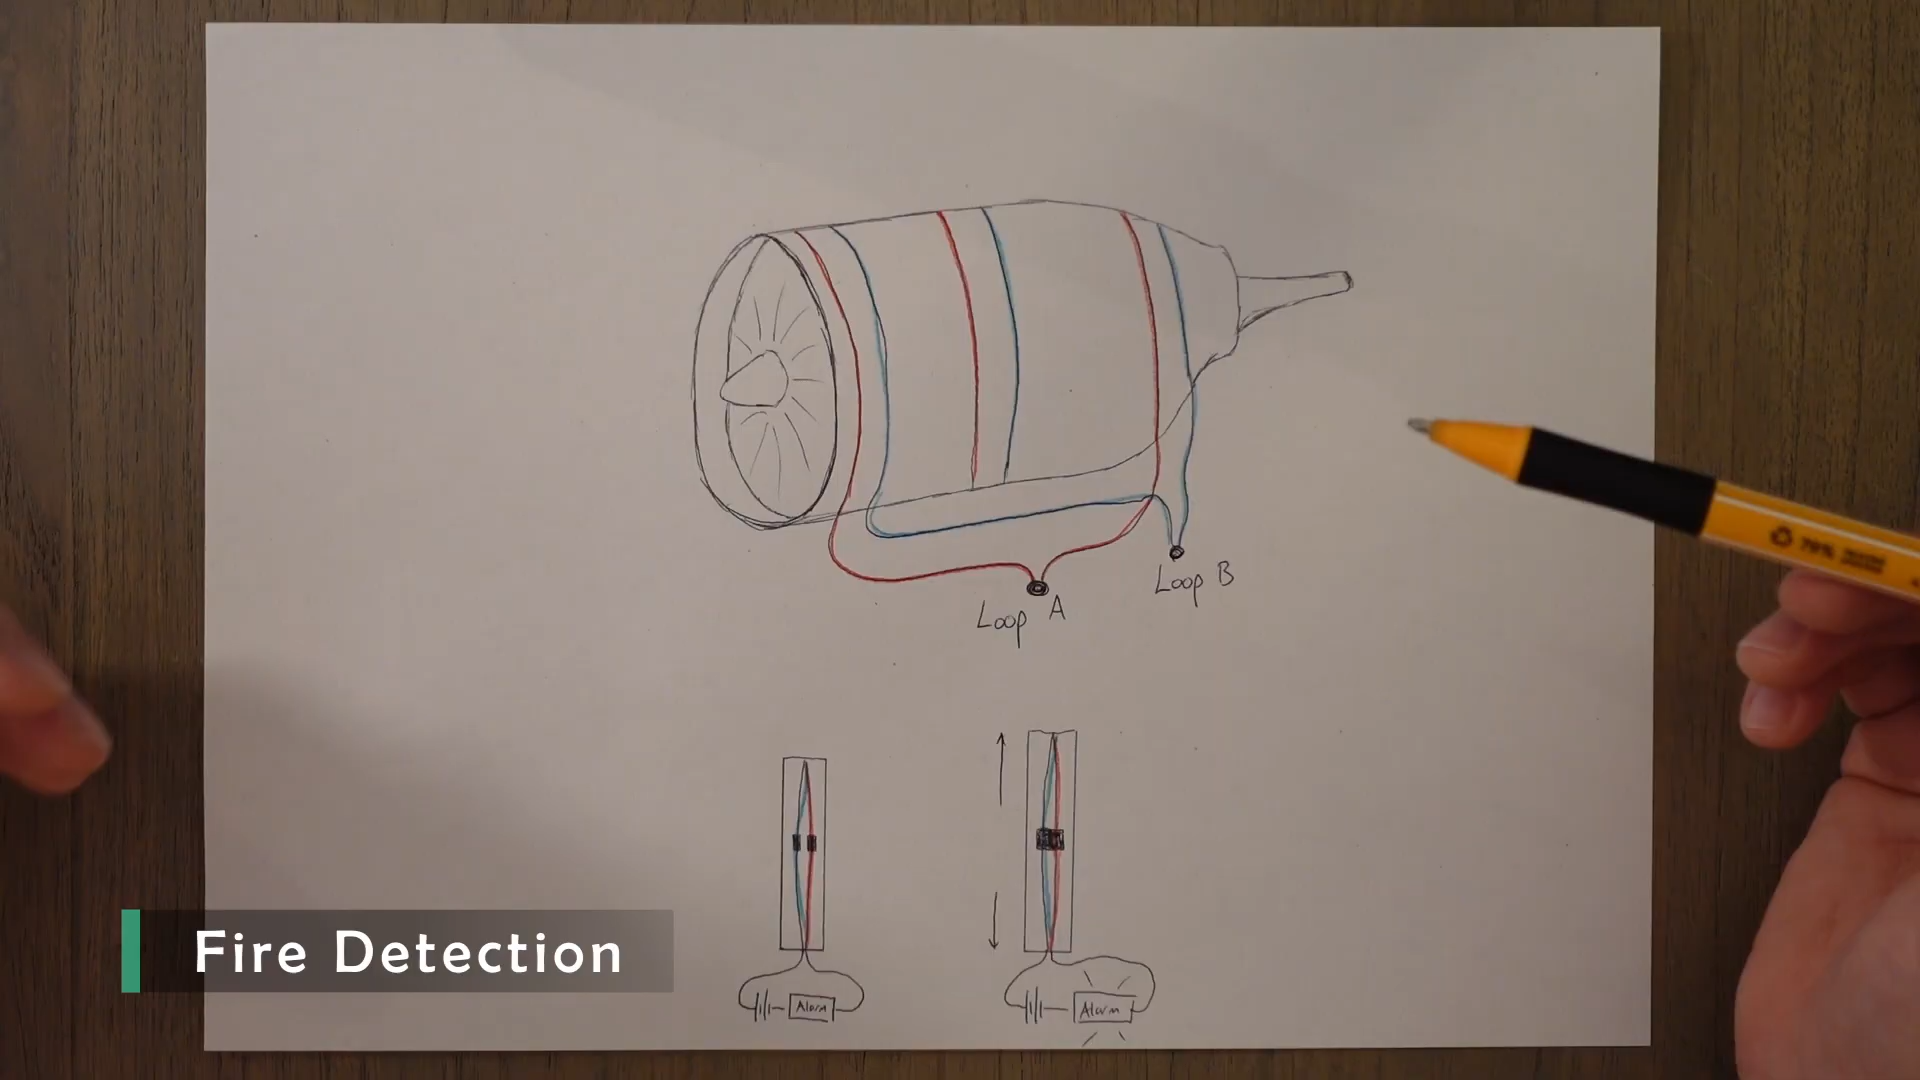 Loop B
Loop A
Alarm
Alarm
Fire Detection